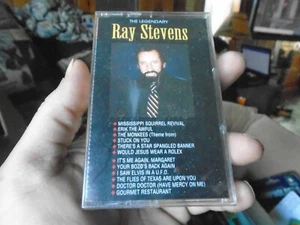 THE LEGENDARY
Ray Stevens
MISSISSIPPI SQUIRREL REVIVAL
ERIK THE AWFUL
THE MONKEES (Theme from)
STUCK ON YOU
THERE'S A STAR SPANGLED BANNER
WOULD JESUS WEAR A ROLEX
IT'S ME AGAIN, MARGARET
YOUR BOZO'S BACK AGAIN
I SAW ELVIS IN A U.F.O.
THE FLIES OF TEXAS ARE UPON YOU
DOCTOR DOCTOR (HAVE MERCY ON ME)
GOURMET RESTAURANT